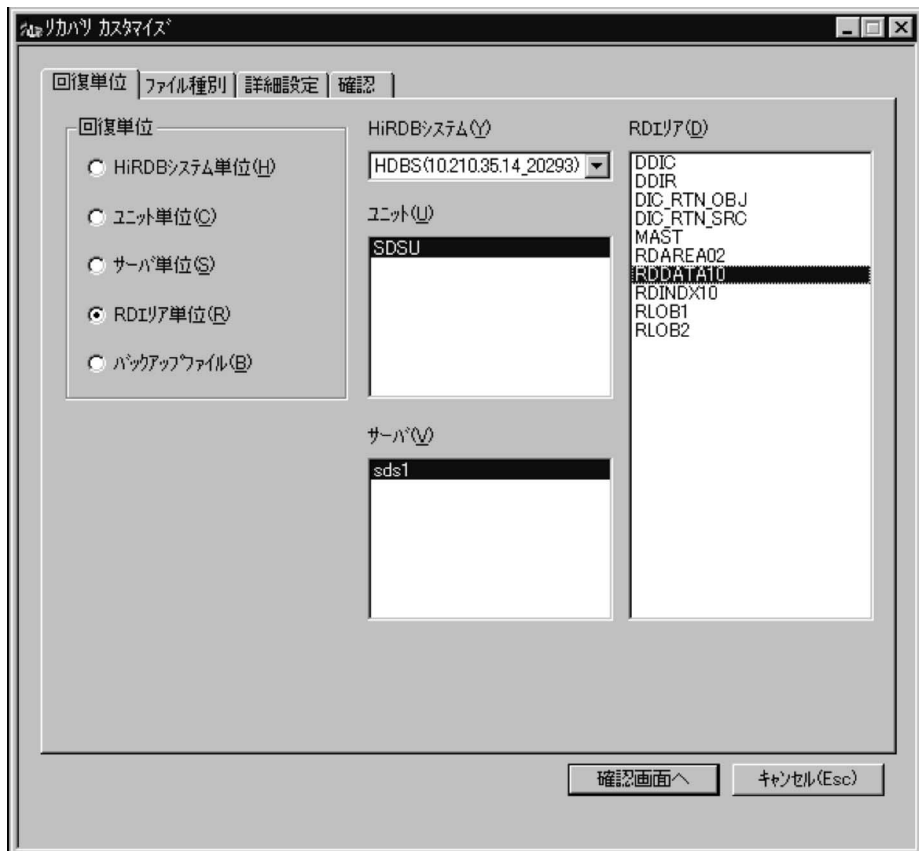 ﾘｶﾊﾞﾘ ｶｽﾀﾏｲｽﾞ
回復単位 ﾌｧｲﾙ種別 詳細設定 確認
回復単位
HiRDBｼｽﾃﾑ単位(H)
ﾕﾆｯﾄ単位(C)
ｻｰﾊﾞ単位(S)
RDｴﾘｱ単位(R)
ﾊﾞｯｸｱｯﾌﾟﾌｧｲﾙ(B)
HiRDBｼｽﾃﾑ(Y)
HDBS(10.210.35.14_20293)
ﾕﾆｯﾄ(U)
SDSU
ｻｰﾊﾞ(V)
sds1
RDｴﾘｱ(D)
DDIC
DDIR
DIC_RTN_OBJ
DIC_RTN_SRC
MAST
RDAREA02
RDDATA10
RDINDX10
RLOB1
RLOB2
確認画面へ ｷｬﾝｾﾙ(Esc)